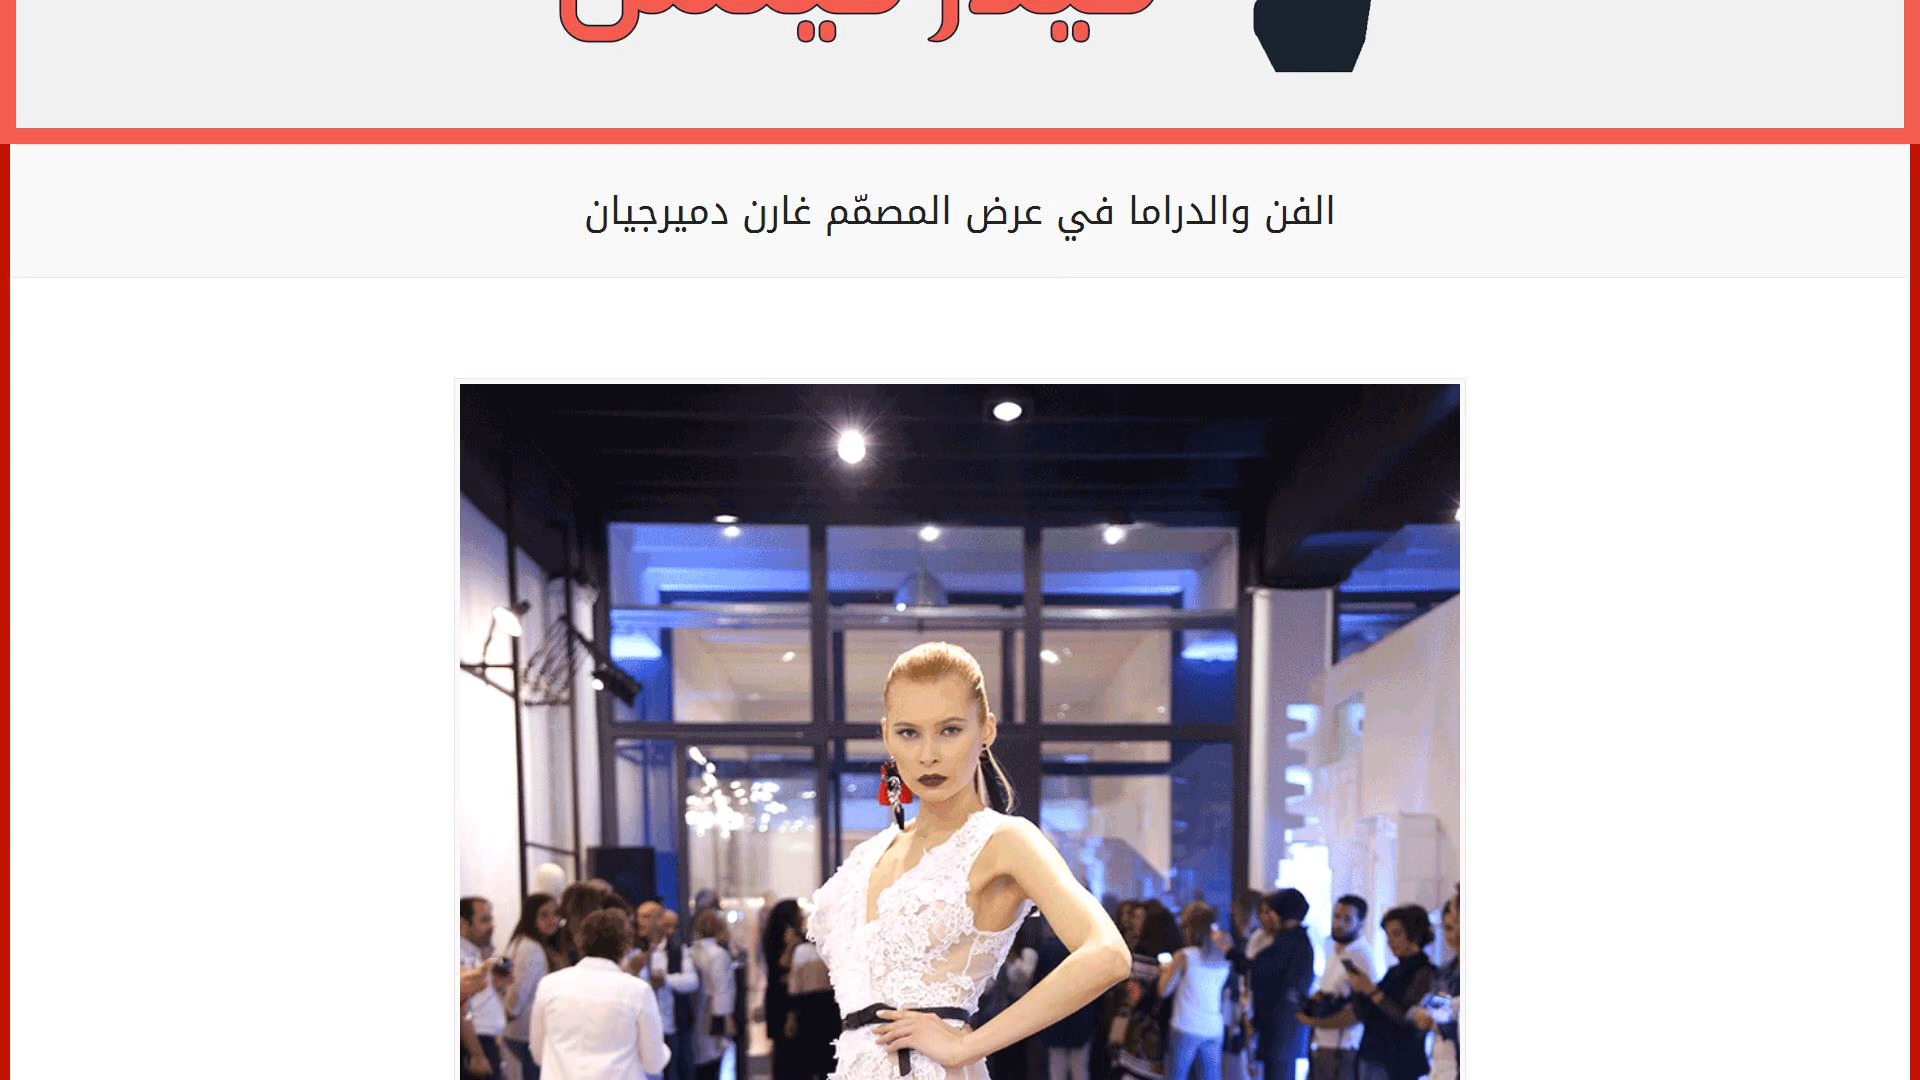 الفن والدراما في عرض المصمّم غارن دميرجيان